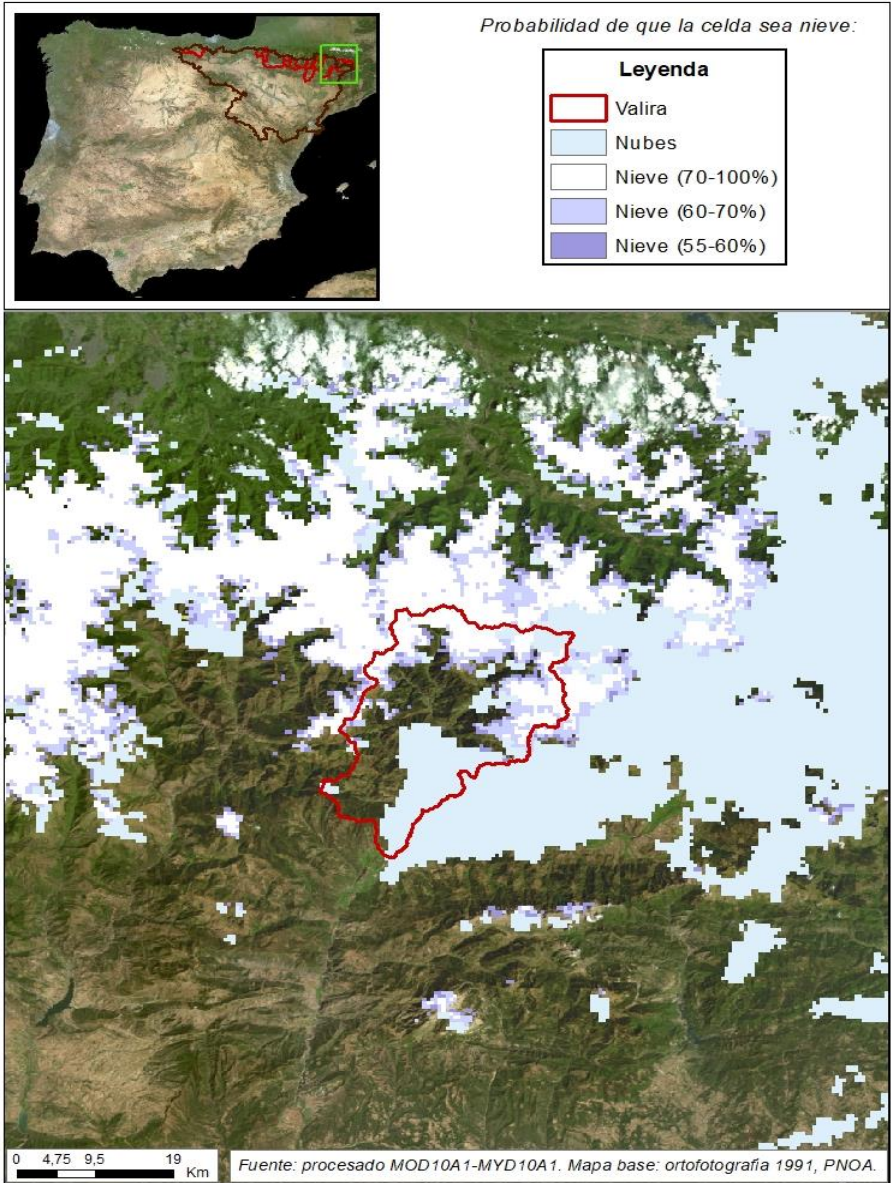 Probabilidad de que la celda sea nieve:
Leyenda
Valira
Nubes
Nieve (70-100%)
Nieve (60-70%)
Nieve (55-60%)
0 4,75 9,5 19
Km
Fuente: procesado MOD10A1-MYD10A1. Mapa base: ortofotografía 1991, PNOA.